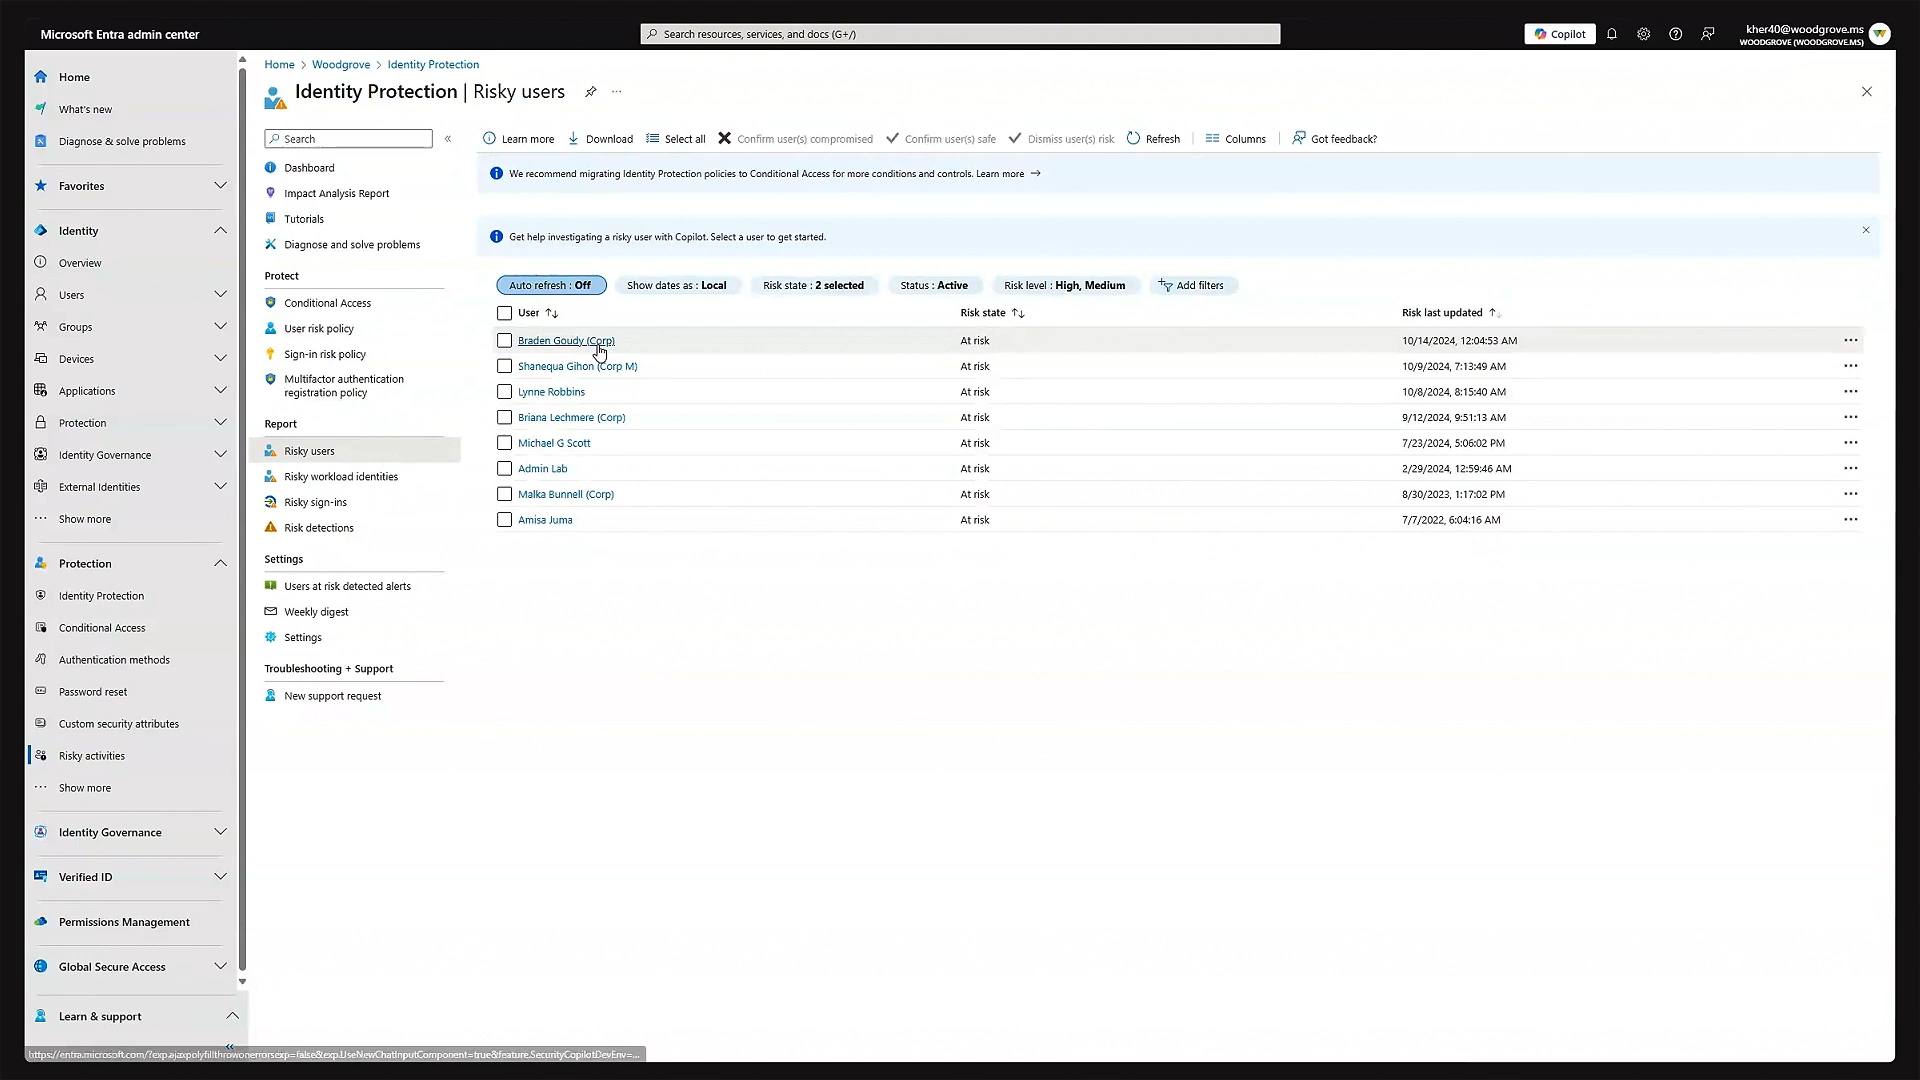 Microsoft Entra admin center
Search resources, services, and docs (G+/)
Copilot
kher40@woodgrove.ms
WOODGROVE (WOODGROVE.MS)
Home
What's new
Diagnose & solve problems
Favorites
Identity
Overview
Users
Groups
Devices
Applications
Protection
Identity Governance
External Identities
Show more
Protection
Identity Protection
Conditional Access
Authentication methods
Password reset
Custom security attributes
Risky activities
Show more
Identity Governance
Verified ID
Permissions Management
Global Secure Access
Learn & support
Home > Woodgrove > Identity Protection
Identity Protection | Risky users
Search
Dashboard
Impact Analysis Report
Tutorials
Diagnose and solve problems
Protect
Conditional Access
User risk policy
Sign-in risk policy
Multifactor authentication
registration policy
Report
Risky users
Risky workload identities
Risky sign-ins
Risk detections
Settings
Users at risk detected alerts
Weekly digest
Settings
Troubleshooting + Support
New support request
Learn more Download Select all Confirm user(s) compromised Confirm user(s) safe Dismiss user(s) risk Refresh Columns Got feedback?
We recommend migrating Identity Protection policies to Conditional Access for more conditions and controls. Learn more →
Get help investigating a risky user with Copilot. Select a user to get started.
Auto refresh : Off Show dates as : Local Risk state : 2 selected Status : Active Risk level : High, Medium Add filters
User Risk state Risk last updated
Braden Goudy (Corp) At risk 10/14/2024, 12:04:53 AM
Shanequa Gihon (Corp M) At risk 10/9/2024, 7:13:49 AM
Lynne Robbins At risk 10/8/2024, 8:15:40 AM
Briana Lechmere (Corp) At risk 9/12/2024, 9:51:13 AM
Michael G Scott At risk 7/23/2024, 5:06:02 PM
Admin Lab At risk 2/29/2024, 12:59:46 AM
Malka Bunnell (Corp) At risk 8/30/2023, 1:17:02 PM
Amisa Juma At risk 7/7/2022, 6:04:16 AM
https://entra.microsoft.com/?exp.ajaxpolyfillthrowonerrorsexp=false&exp.UseNewChatInputComponent=true&feature.SecurityCopilotDevEnv=...